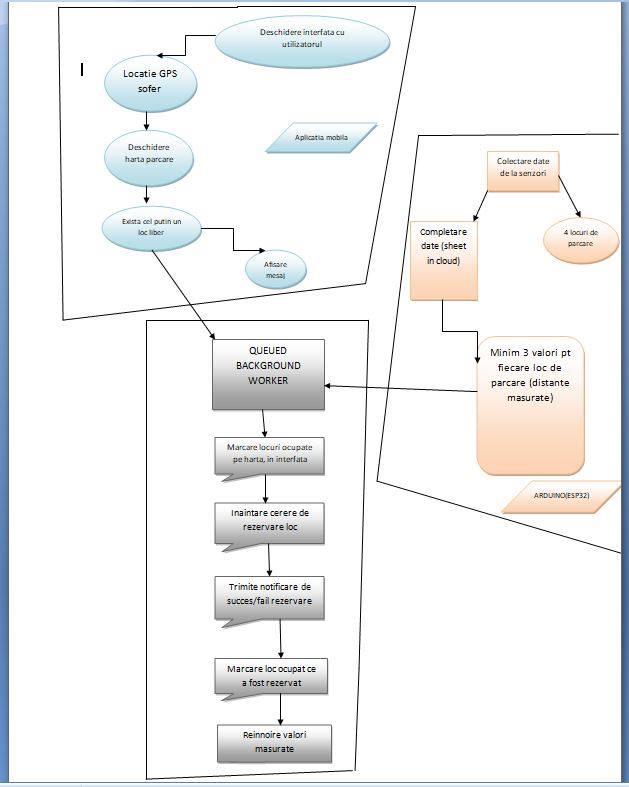 Deschidere interfata cu
utilizatorul
Locatie GPS
sofer
Aplicatia mobila
Deschidere
harta parcare
Exista cel putin un
loc liber
Afisare
mesaj
Colectare date
de la senzori
Completare
date (sheet
in cloud)
4 locuri de
parcare
Minim 3 valori pt
fiecare loc de
parcare (distante
masurate)
ARDUINO(ESP32)
QUEUED
BACKGROUND
WORKER
Marcare locuri ocupate
pe harta, in interfata
Inaintare cerere de
rezervare loc
Trimite notificare de
succes/fail rezervare
Marcare loc ocupat ce
a fost rezervat
Reinnoire valori
masurate